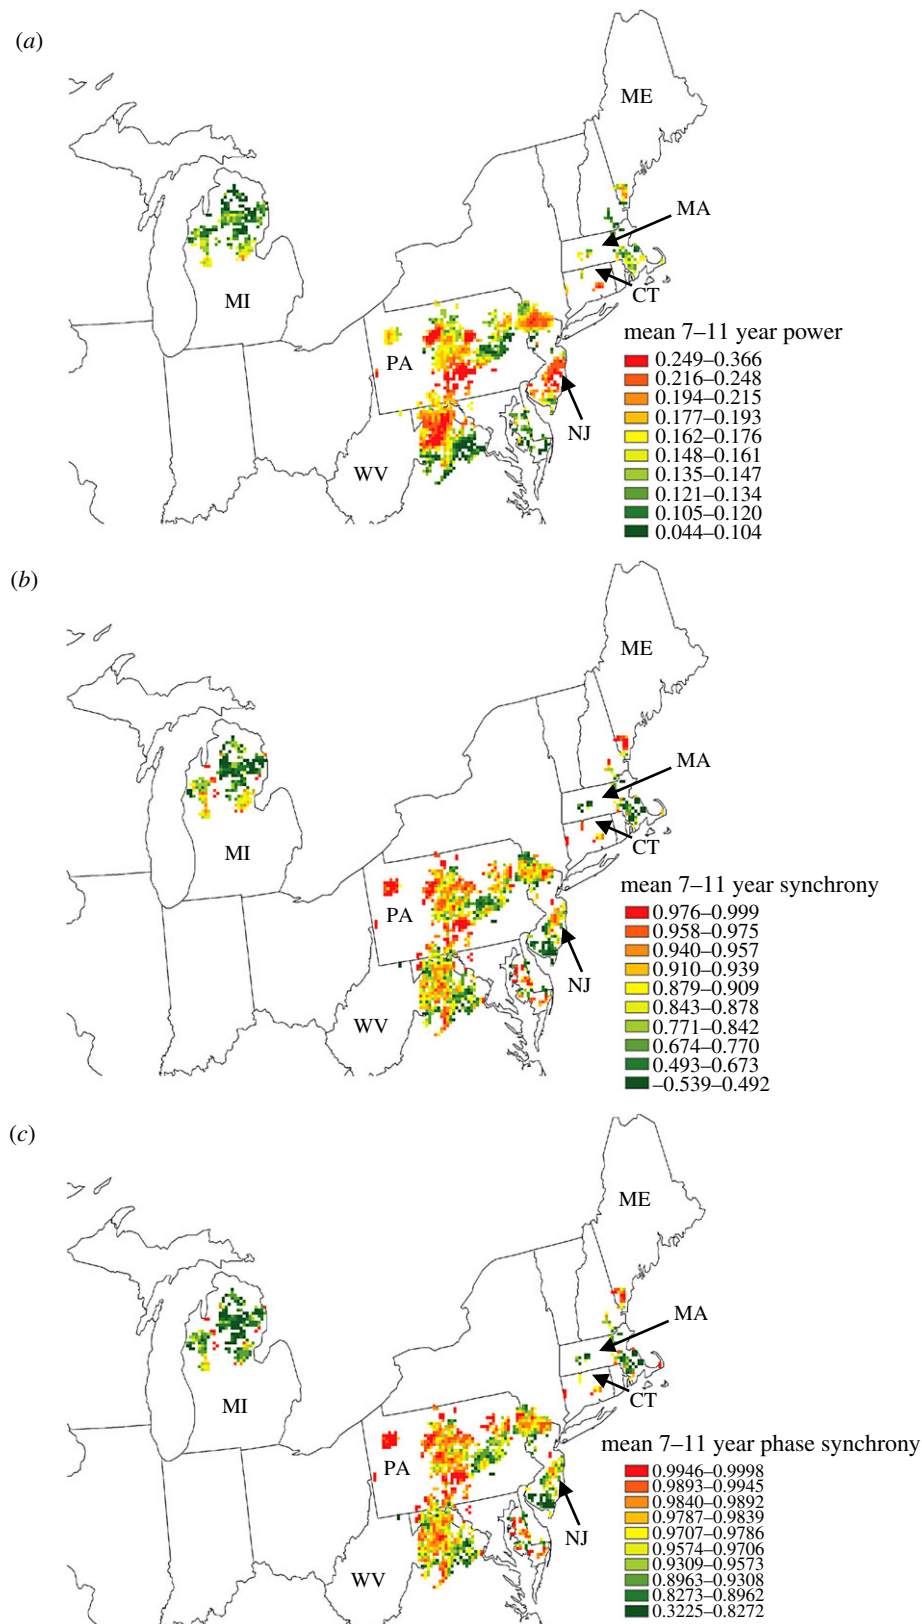 (a)
ME
MA
CT
MI
PA
NJ
WV
mean 7–11 year power
0.249–0.366
0.216–0.248
0.194–0.215
0.177–0.193
0.162–0.176
0.148–0.161
0.135–0.147
0.121–0.134
0.105–0.120
0.044–0.104
(b)
ME
MA
CT
MI
PA
NJ
WV
mean 7–11 year synchrony
0.976–0.999
0.958–0.975
0.940–0.957
0.910–0.939
0.879–0.909
0.843–0.878
0.771–0.842
0.674–0.770
0.493–0.673
–0.539–0.492
(c)
ME
MA
CT
MI
PA
NJ
WV
mean 7–11 year phase synchrony
0.9946–0.9998
0.9893–0.9945
0.9840–0.9892
0.9787–0.9839
0.9707–0.9786
0.9574–0.9706
0.9309–0.9573
0.8963–0.9308
0.8273–0.8962
0.3225–0.8272